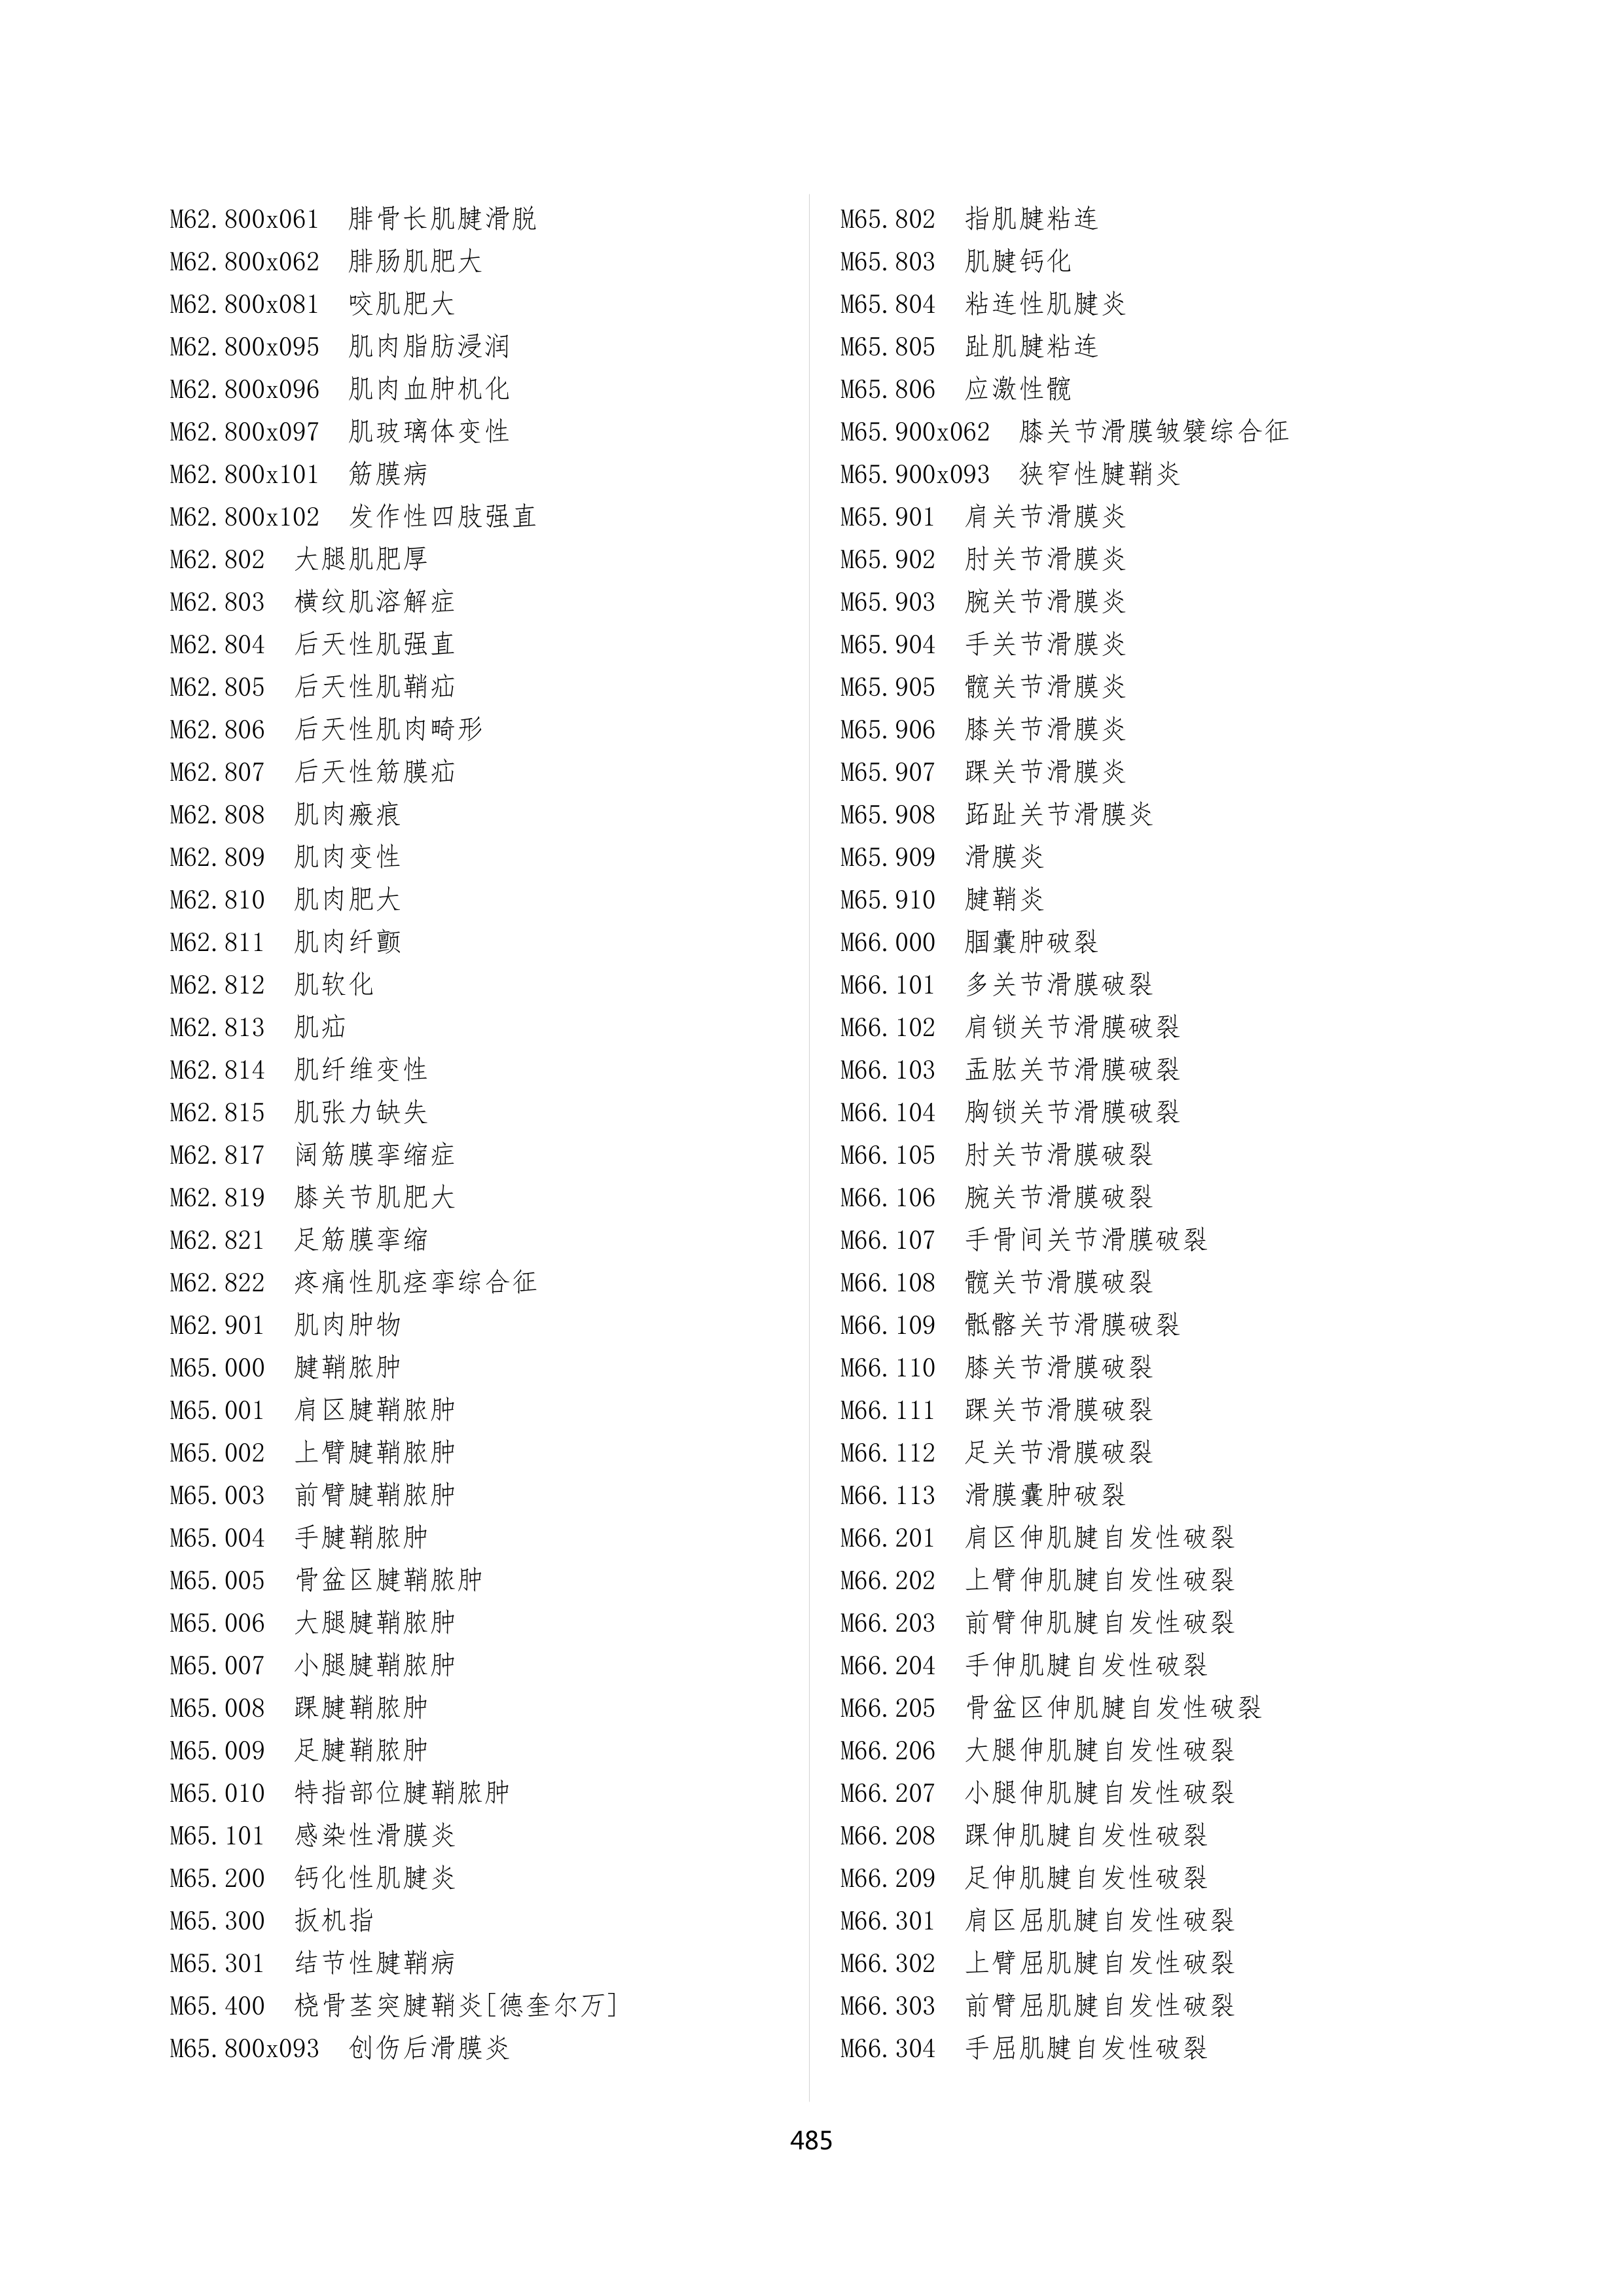 M62.800x061 腓骨长肌腱滑脱
M62.800x062 腓肠肌肥大
M62.800x081 咬肌肥大
M62.800x095 肌肉脂肪浸润
M62.800x096 肌肉血肿机化
M62.800x097 肌玻璃体变性
M62.800x101 筋膜病
M62.800x102 发作性四肢强直
M62.802 大腿肌肥厚
M62.803 横纹肌溶解症
M62.804 后天性肌强直
M62.805 后天性肌鞘疝
M62.806 后天性肌肉畸形
M62.807 后天性筋膜疝
M62.808 肌肉瘢痕
M62.809 肌肉变性
M62.810 肌肉肥大
M62.811 肌肉纤颤
M62.812 肌软化
M62.813 肌疝
M62.814 肌纤维变性
M62.815 肌张力缺失
M62.817 阔筋膜挛缩症
M62.819 膝关节肌肥大
M62.821 足筋膜挛缩
M62.822 疼痛性肌痉挛综合征
M62.901 肌肉肿物
M65.000 腱鞘脓肿
M65.001 肩区腱鞘脓肿
M65.002 上臂腱鞘脓肿
M65.003 前臂腱鞘脓肿
M65.004 手腱鞘脓肿
M65.005 骨盆区腱鞘脓肿
M65.006 大腿腱鞘脓肿
M65.007 小腿腱鞘脓肿
M65.008 踝腱鞘脓肿
M65.009 足腱鞘脓肿
M65.010 特指部位腱鞘脓肿
M65.101 感染性滑膜炎
M65.200 钙化性肌腱炎
M65.300 扳机指
M65.301 结节性腱鞘病
M65.400 桡骨茎突腱鞘炎[德奎尔万]
M65.800x093 创伤后滑膜炎
M65.802 指肌腱粘连
M65.803 肌腱钙化
M65.804 粘连性肌腱炎
M65.805 趾肌腱粘连
M65.806 应激性髋
M65.900x062 膝关节滑膜皱襞综合征
M65.900x093 狭窄性腱鞘炎
M65.901 肩关节滑膜炎
M65.902 肘关节滑膜炎
M65.903 腕关节滑膜炎
M65.904 手关节滑膜炎
M65.905 髋关节滑膜炎
M65.906 膝关节滑膜炎
M65.907 踝关节滑膜炎
M65.908 跖趾关节滑膜炎
M65.909 滑膜炎
M65.910 腱鞘炎
M66.000 腘囊肿破裂
M66.101 多关节滑膜破裂
M66.102 肩锁关节滑膜破裂
M66.103 盂肱关节滑膜破裂
M66.104 胸锁关节滑膜破裂
M66.105 肘关节滑膜破裂
M66.106 腕关节滑膜破裂
M66.107 手骨间关节滑膜破裂
M66.108 髋关节滑膜破裂
M66.109 骶髂关节滑膜破裂
M66.110 膝关节滑膜破裂
M66.111 踝关节滑膜破裂
M66.112 足关节滑膜破裂
M66.113 滑膜囊肿破裂
M66.201 肩区伸肌腱自发性破裂
M66.202 上臂伸肌腱自发性破裂
M66.203 前臂伸肌腱自发性破裂
M66.204 手伸肌腱自发性破裂
M66.205 骨盆区伸肌腱自发性破裂
M66.206 大腿伸肌腱自发性破裂
M66.207 小腿伸肌腱自发性破裂
M66.208 踝伸肌腱自发性破裂
M66.209 足伸肌腱自发性破裂
M66.301 肩区屈肌腱自发性破裂
M66.302 上臂屈肌腱自发性破裂
M66.303 前臂屈肌腱自发性破裂
M66.304 手屈肌腱自发性破裂
485